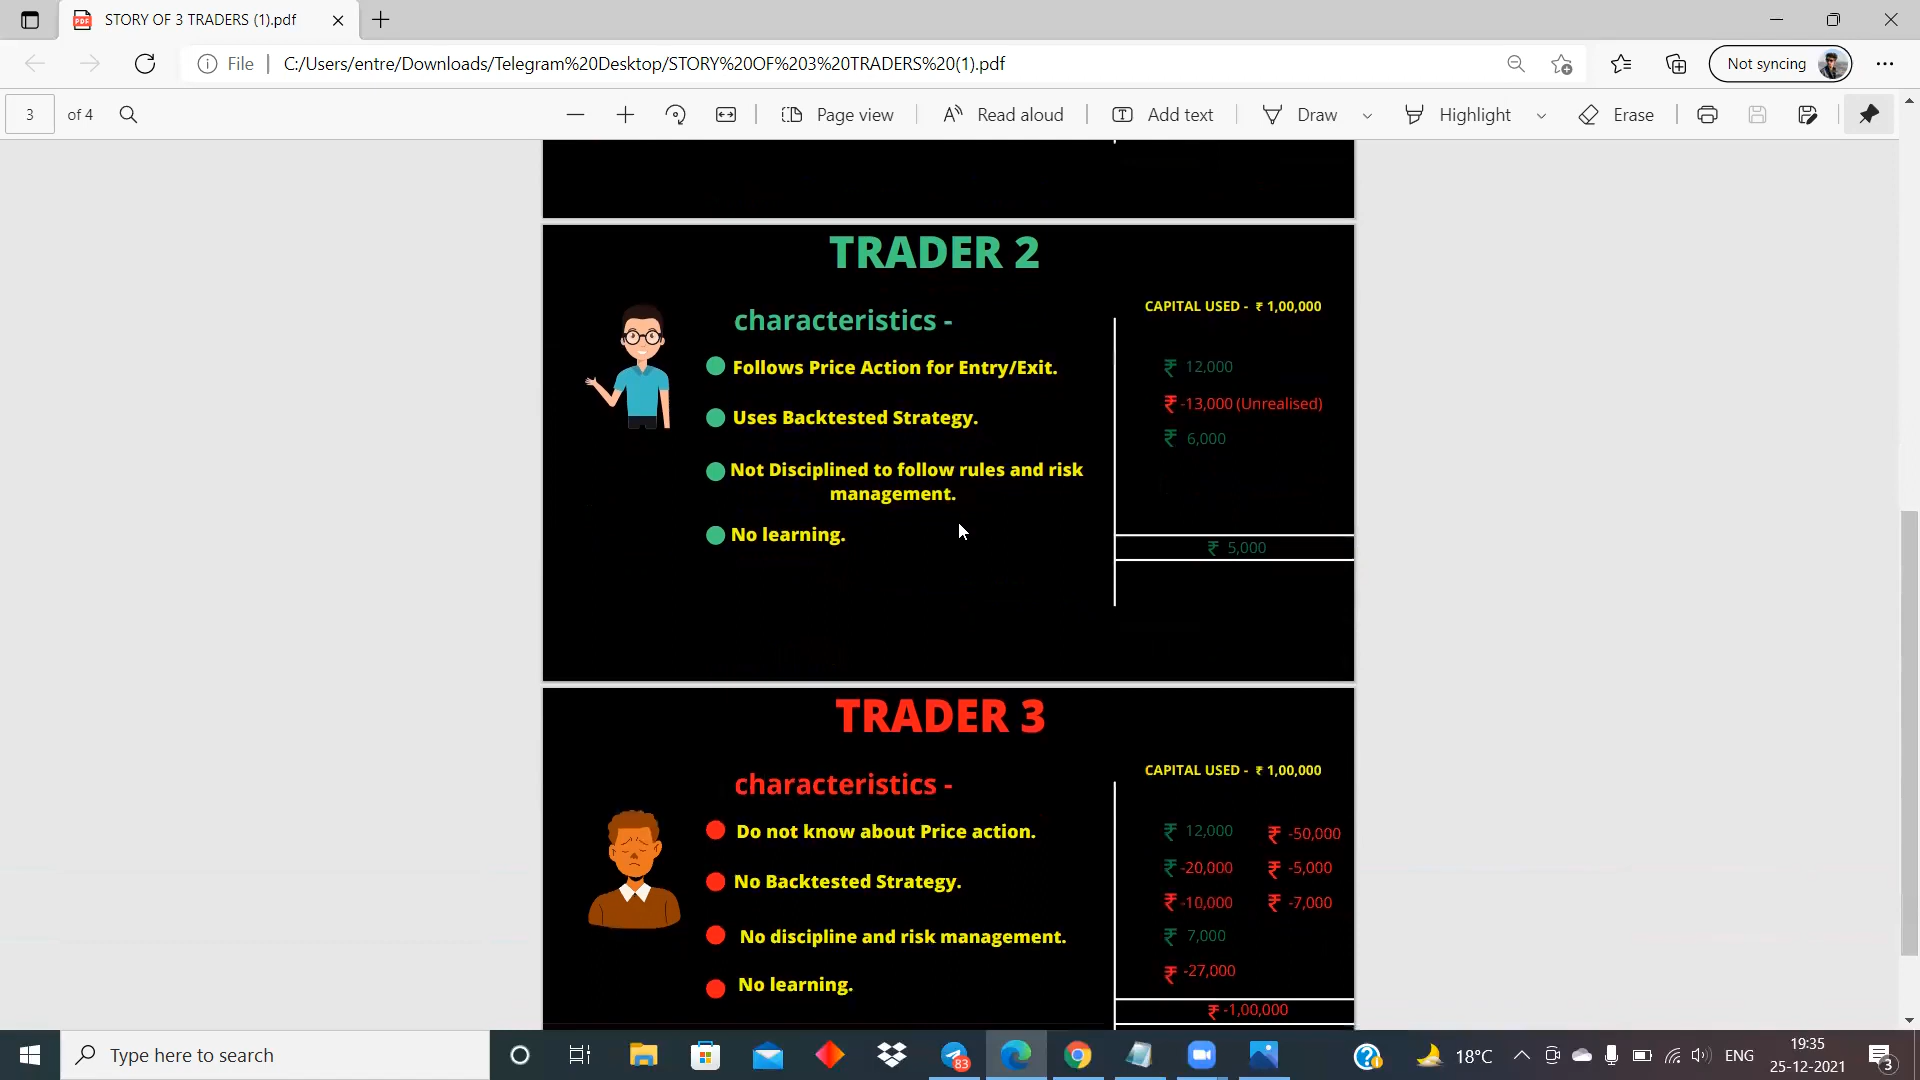 STORY OF 3 TRADERS (1).pdf
File
C:/Users/entre/Downloads/Telegram%20Desktop/STORY%20OF%203%20TRADERS%20(1).pdf
Not syncing
3 of 4
Page view
Read aloud
Add text
Draw
Highlight
Erase
TRADER 2
characteristics -
Follows Price Action for Entry/Exit.
Uses Backtested Strategy.
Not Disciplined to follow rules and risk
management.
No learning.
CAPITAL USED - ₹ 1,00,000
₹ 12,000
₹ -13,000 (Unrealised)
₹ 6,000
₹ 5,000
TRADER 3
characteristics -
Do not know about Price action.
No Backtested Strategy.
No discipline and risk management.
No learning.
CAPITAL USED - ₹ 1,00,000
₹ 12,000 ₹ -50,000
₹ -20,000 ₹ -5,000
₹ -10,000 ₹ -7,000
₹ 7,000
₹ -27,000
₹ -1,00,000
Type here to search
83
18°C
ENG
19:35
25-12-2021
3